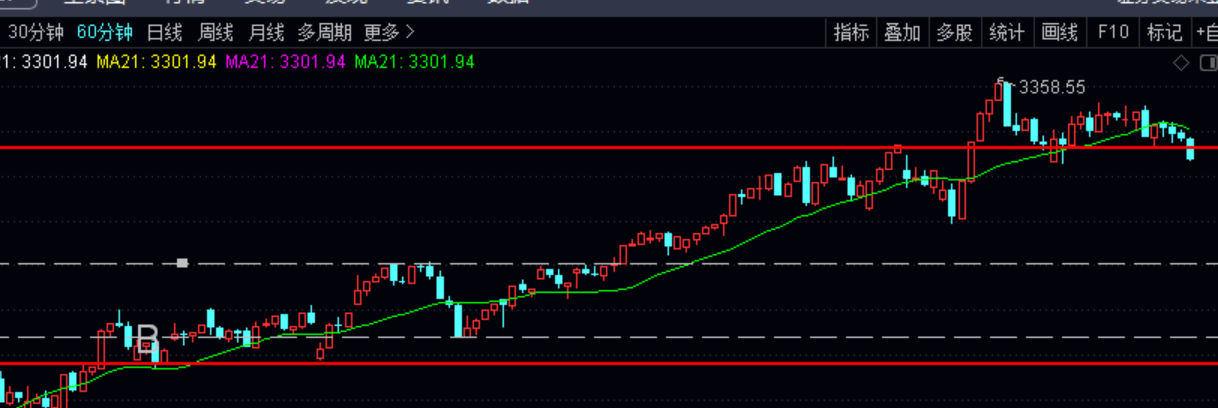 30分钟 60分钟 日线 周线 月线 多周期 更多 > 指标 叠加 多股 统计 画线 F10 标记 +自
1: 3301.94 MA21: 3301.94 MA21: 3301.94 MA21: 3301.94
3358.55
B